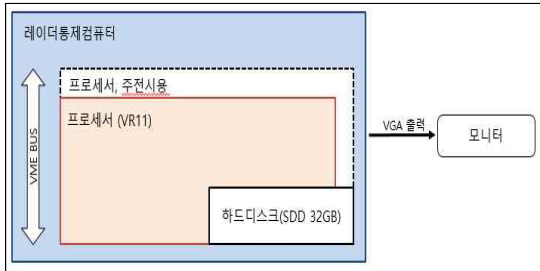 레이더통제컴퓨터
프로세서, 주전시용
프로세서 (VR11)
VME BUS
하드디스크(SDD 32GB)
VGA 출력
모니터